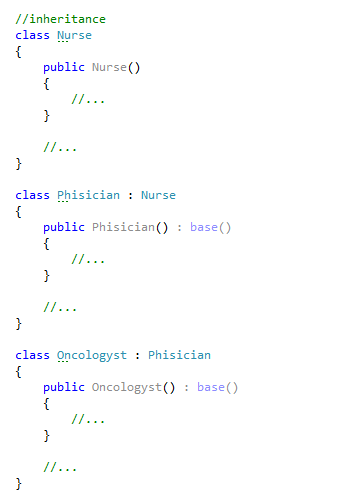 //inheritance
class Nurse
{
    public Nurse()
    {
        //...
    }

    //...
}

class Phisician : Nurse
{
    public Phisician() : base()
    {
        //...
    }

    //...
}

class Oncologyst : Phisician
{
    public Oncologyst() : base()
    {
        //...
    }

    //...
}